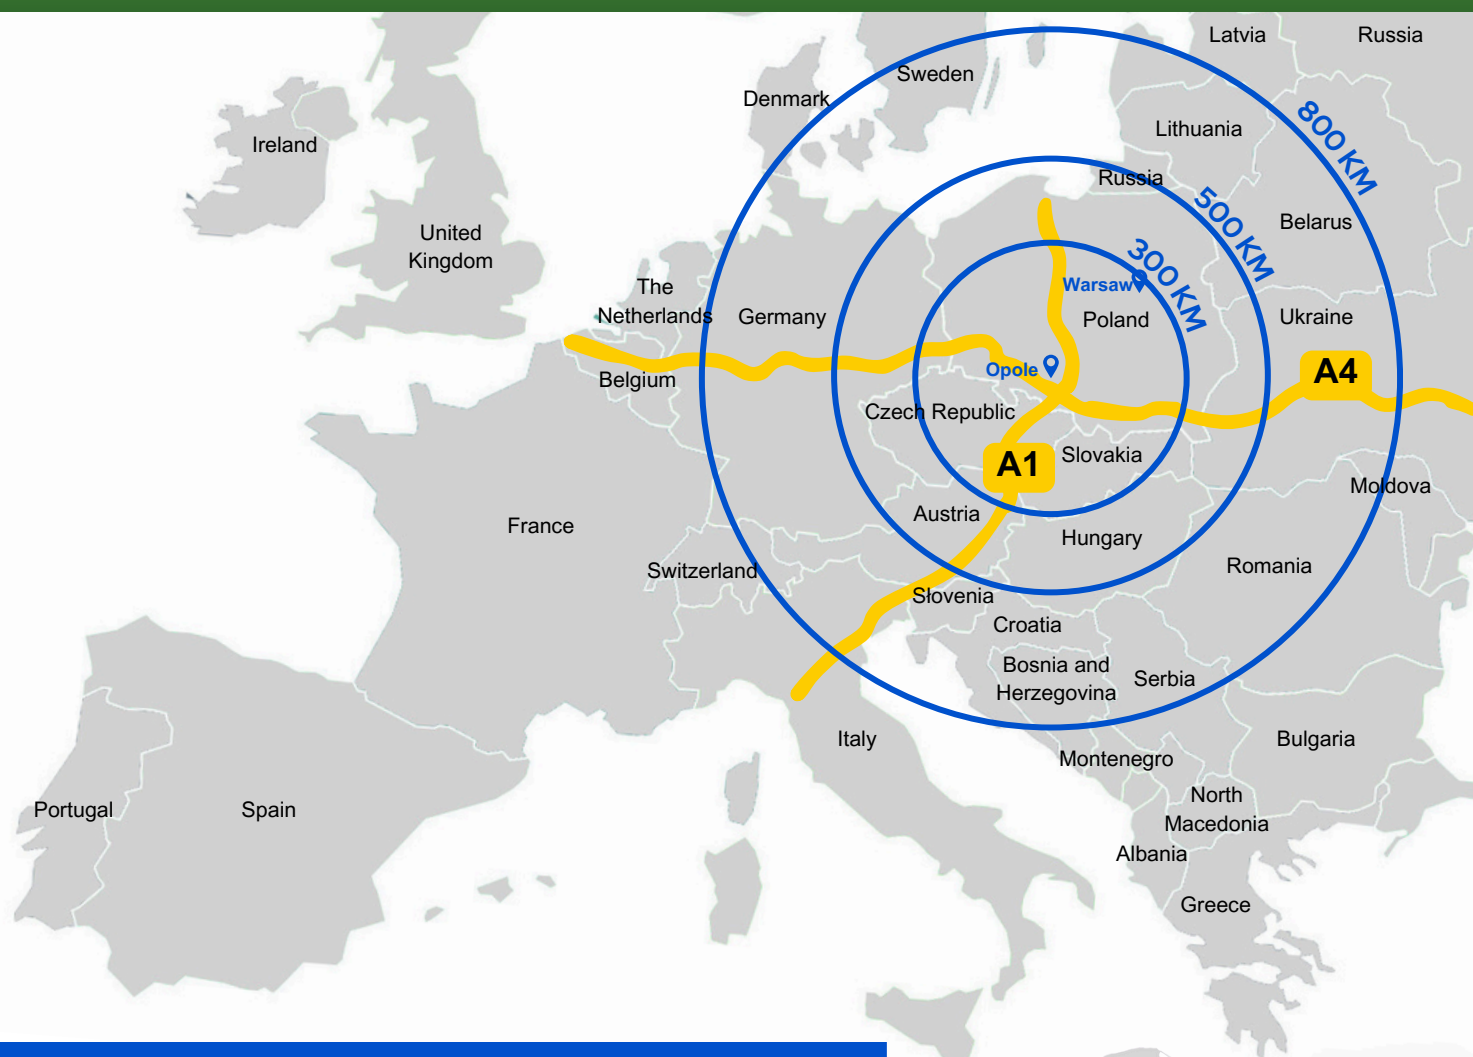 Latvia
Russia
Sweden
Denmark
800 KM
Lithuania
Ireland
Russia
500 KM
Belarus
United
Kingdom
300 KM
Warsaw
The
Netherlands
Germany
Poland
Ukraine
Opole
A4
Belgium
Czech Republic
A1
Slovakia
Moldova
Austria
France
Hungary
Switzerland
Romania
Slovenia
Croatia
Bosnia and
Herzegovina
Serbia
Italy
Bulgaria
Montenegro
North
Macedonia
Portugal
Spain
Albania
Greece